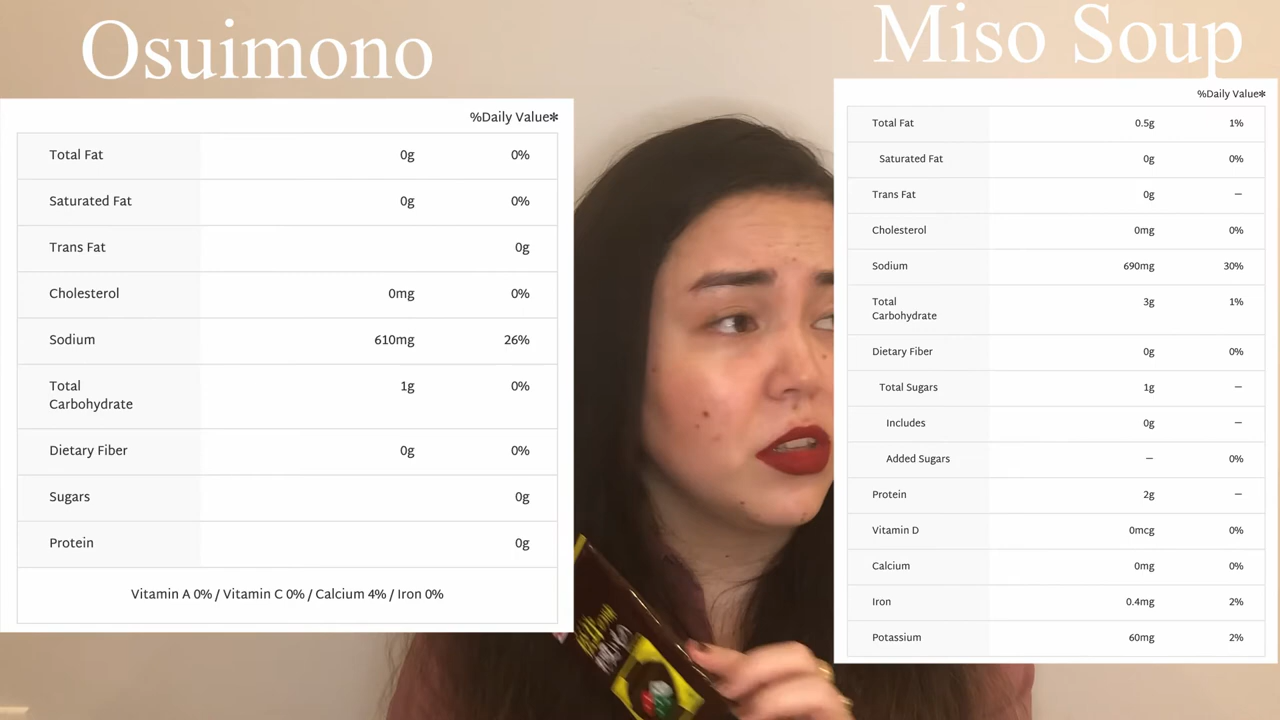 Osuimono
%Daily Value*
Total Fat 0g 0%
Saturated Fat 0g 0%
Trans Fat 0g
Cholesterol 0mg 0%
Sodium 610mg 26%
Total
Carbohydrate 1g 0%
Dietary Fiber 0g 0%
Sugars 0g
Protein 0g
Vitamin A 0% / Vitamin C 0% / Calcium 4% / Iron 0%
Miso Soup
%Daily Value*
Total Fat 0.5g 1%
Saturated Fat 0g 0%
Trans Fat 0g –
Cholesterol 0mg 0%
Sodium 690mg 30%
Total
Carbohydrate 3g 1%
Dietary Fiber 0g 0%
Total Sugars 1g –
Includes 0g –
Added Sugars – 0%
Protein 2g –
Vitamin D 0mcg 0%
Calcium 0mg 0%
Iron 0.4mg 2%
Potassium 60mg 2%